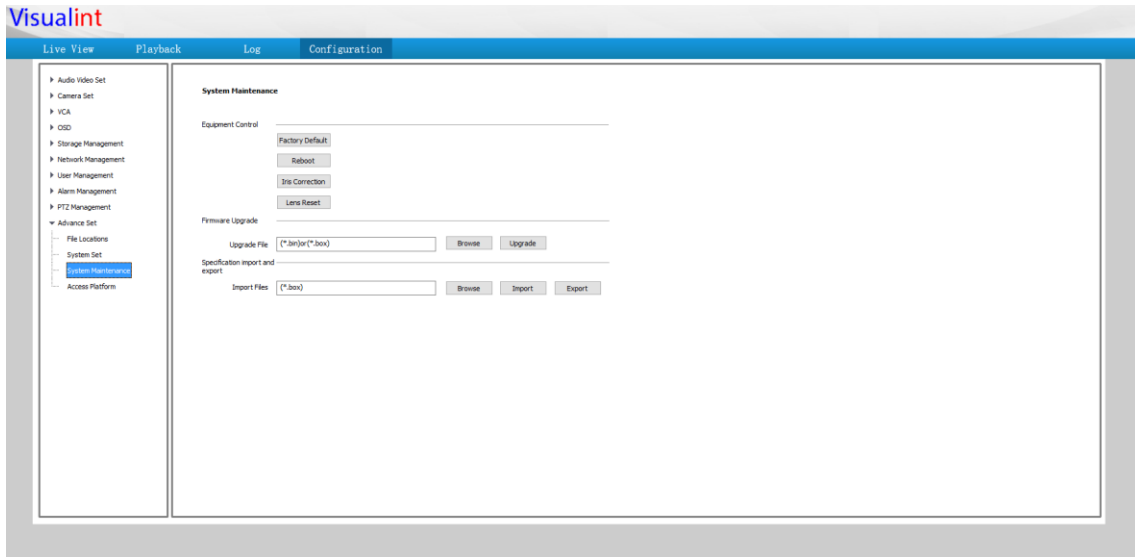 Visualint
Live View Playback Log Configuration
Audio Video Set
Camera Set
VCA
OSD
Storage Management
Network Management
User Management
Alarm Management
PTZ Management
Advance Set
File Locations
System Set
System Maintenance
Access Platform
System Maintenance
Equipment Control
Factory Default
Reboot
Iris Correction
Lens Reset
Firmware Upgrade
Upgrade File (*.bin)or(*.box) Browse Upgrade
Specification import and
export
Import Files (*.box) Browse Import Export